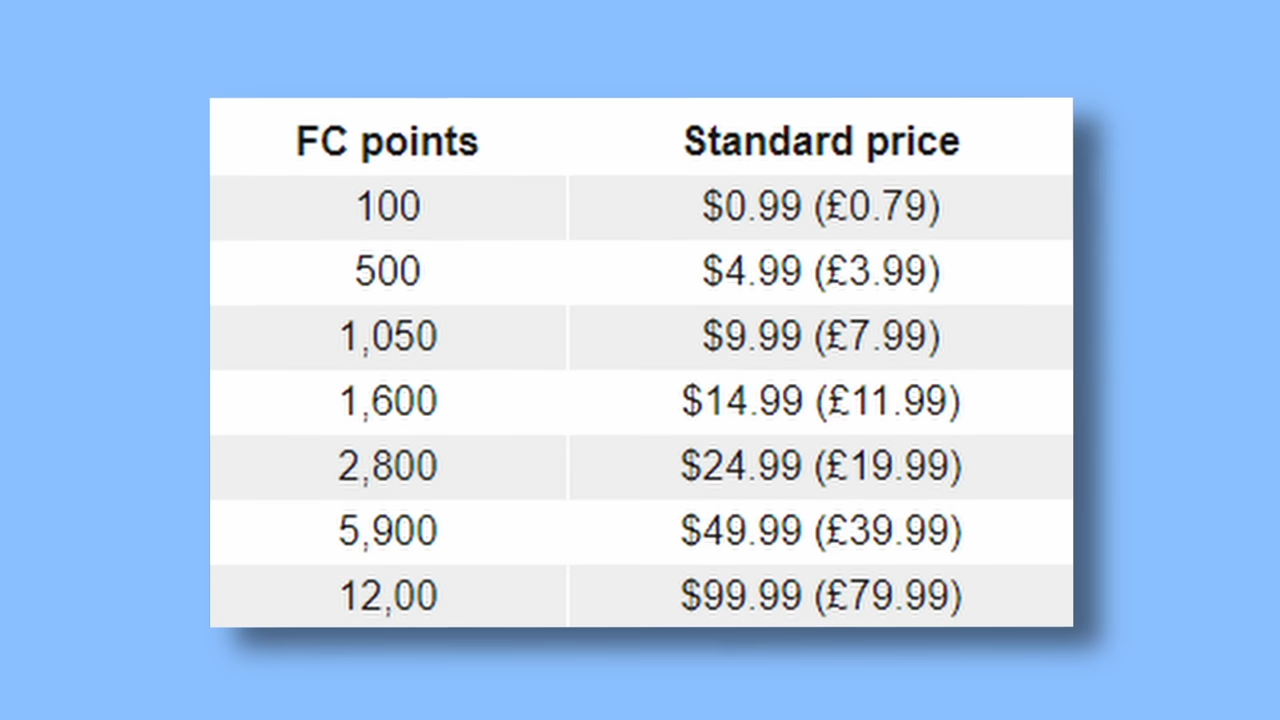 FC points Standard price
100 $0.99 (£0.79)
500 $4.99 (£3.99)
1,050 $9.99 (£7.99)
1,600 $14.99 (£11.99)
2,800 $24.99 (£19.99)
5,900 $49.99 (£39.99)
12,00 $99.99 (£79.99)